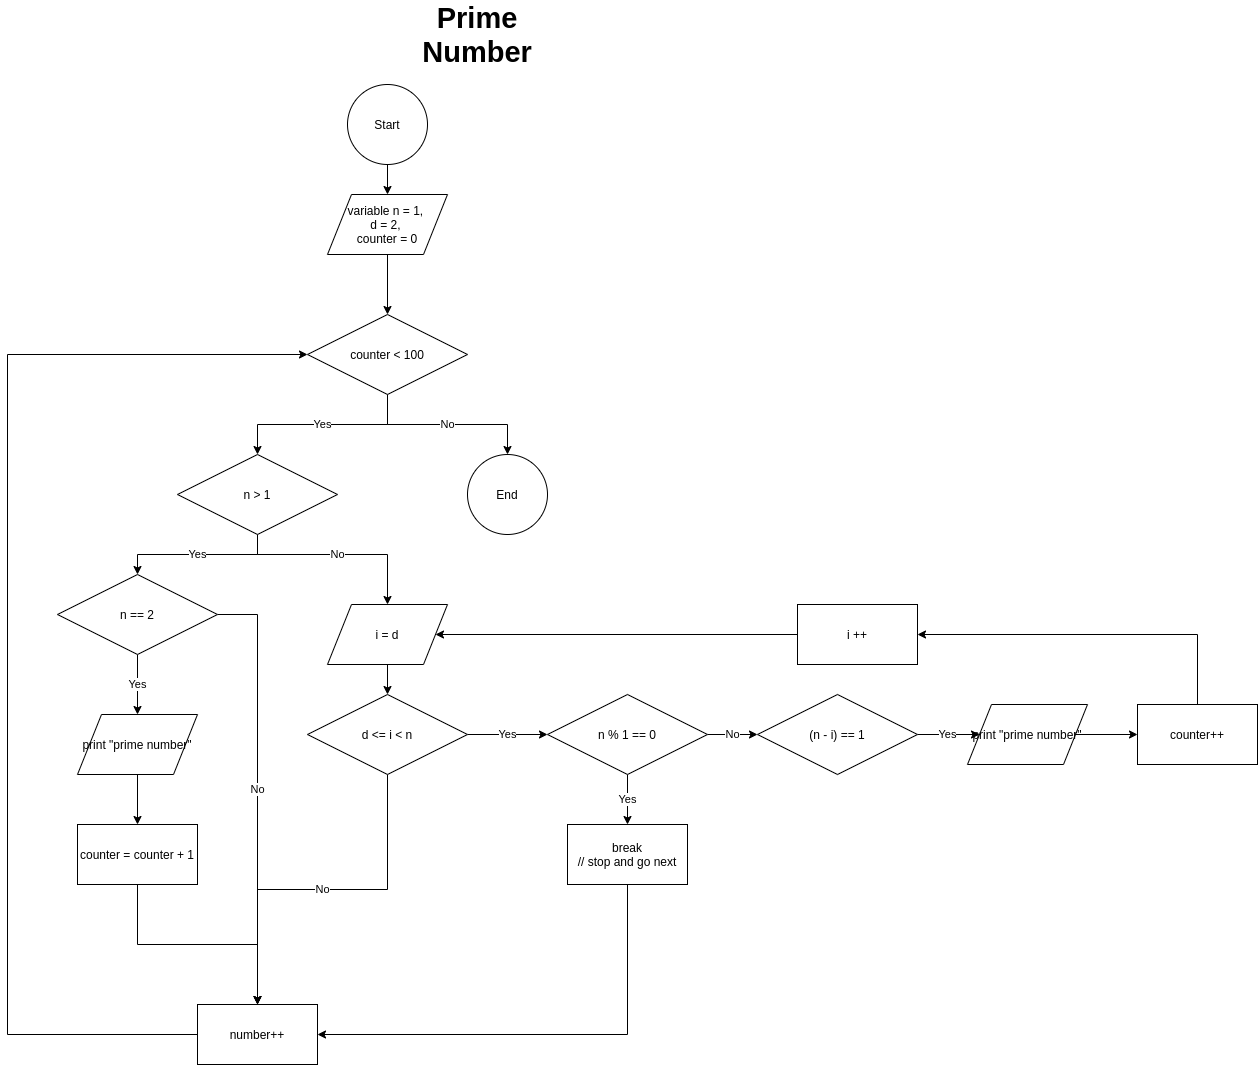 Prime
Number
Start
variable n = 1,
d = 2,
counter = 0
counter < 100
Yes
No
n > 1
End
Yes
No
n == 2
i = d
i ++
Yes
print "prime number"
d <= i < n
Yes
n % 1 == 0
No
(n - i) == 1
Yes
print "prime number"
counter++
No
Yes
counter = counter + 1
break
// stop and go next
No
number++